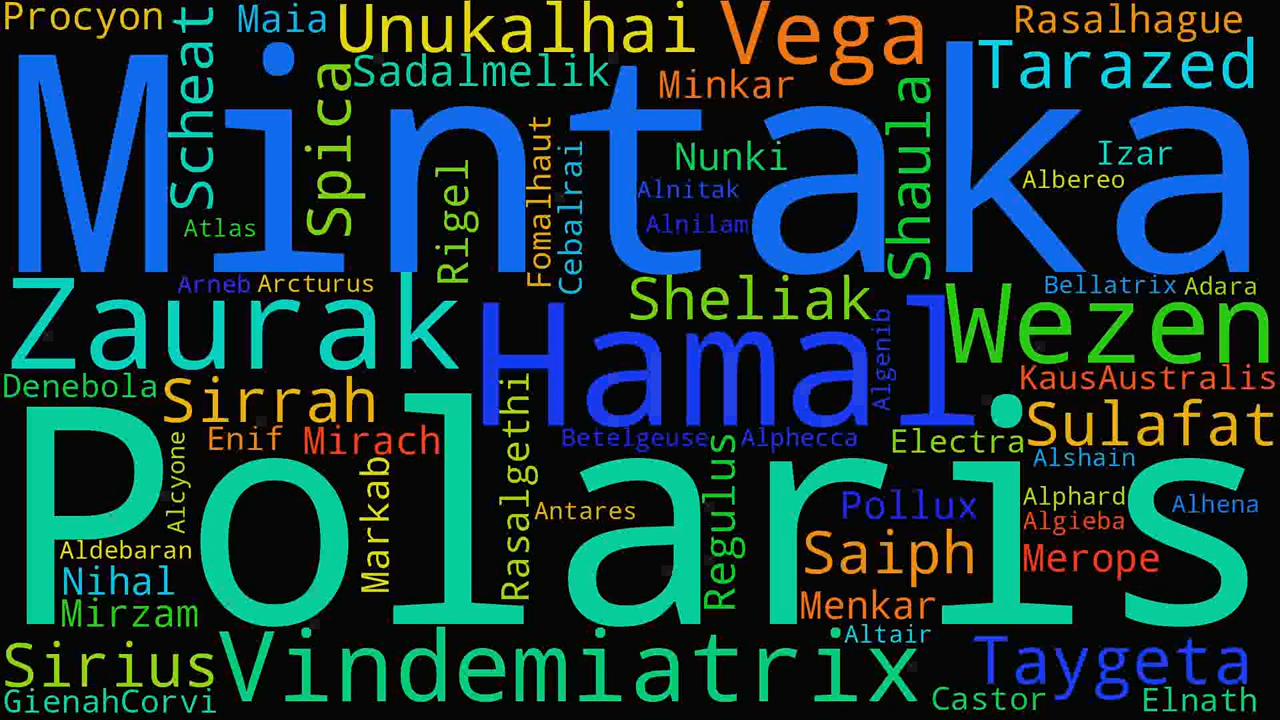 Procyon
Scheat
Maia
Unukalhai
Vega
Rasalhague
Sadalmelik
Minkar
Tarazed
Mintaka
Spica
Shaula
Nunki
Izar
Albereo
Alnitak
Alnilam
Fomalhaut
Cebalrai
Rigel
Atlas
Arneb
Arcturus
Zaurak
Sheliak
Bellatrix
Adara
Wezen
Hamal
Algenib
KausAustralis
Denebola
Sirrah
Sulafat
Enif
Mirach
Betelgeuse
Alphecca
Electra
Alshain
Polaris
Alcyone
Markab
Rasalgethi
Antares
Regulus
Pollux
Alphard
Alhena
Algieba
Aldebaran
Saiph
Merope
Nihal
Mirzam
Menkar
Altair
Sirius
Vindemiatrix
Taygeta
GienahCorvi
Castor
Elnath